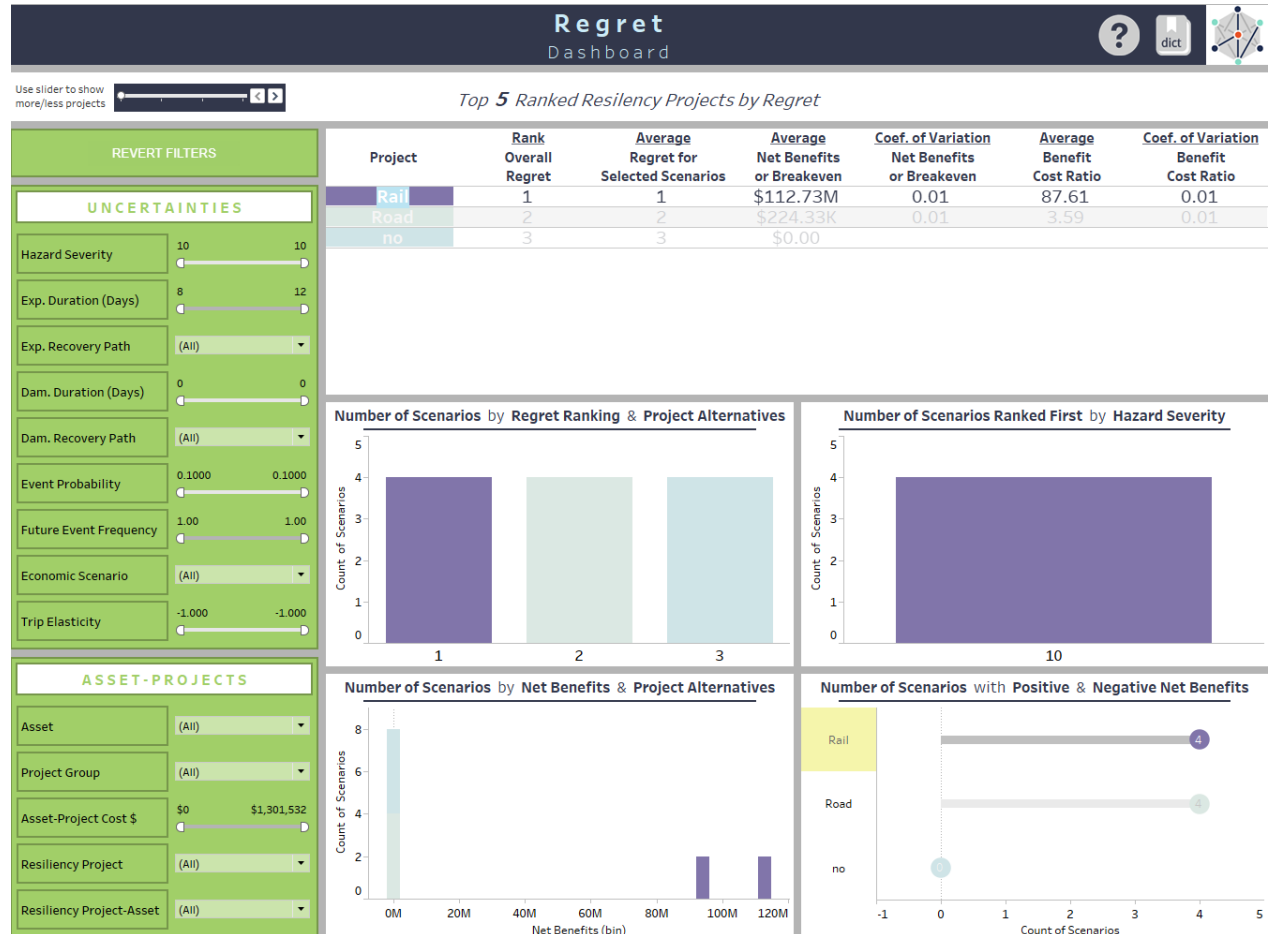 Regret
Dashboard
?
dict
Use slider to show
more/less projects
< >
Top 5 Ranked Resilency Projects by Regret
REVERT FILTERS
UNCERTAINTIES
Hazard Severity 10 10
Exp. Duration (Days) 8 12
Exp. Recovery Path (All)
Dam. Duration (Days) 0 0
Dam. Recovery Path (All)
Event Probability 0.1000 0.1000
Future Event Frequency 1.00 1.00
Economic Scenario (All)
Trip Elasticity -1.000 -1.000
ASSET-PROJECTS
Asset (All)
Project Group (All)
Asset-Project Cost $ $0 $1,301,532
Resiliency Project (All)
Resiliency Project-Asset (All)
Rank Average Average Coef. of Variation Average Coef. of Variation
Project Overall Regret for Net Benefits Net Benefits Benefit Benefit
Regret Selected Scenarios or Breakeven or Breakeven Cost Ratio Cost Ratio
Rail 1 1 $112.73M 0.01 87.61 0.01
Road 2 2 $224.33K 0.01 3.59 0.01
no 3 3 $0.00
Number of Scenarios by Regret Ranking & Project Alternatives
5
4
3
2
1
0
Count of Scenarios
1 2 3
Number of Scenarios Ranked First by Hazard Severity
5
4
3
2
1
0
Count of Scenarios
10
Number of Scenarios by Net Benefits & Project Alternatives
8
6
4
2
0
Count of Scenarios
0M 20M 40M 60M 80M 100M 120M
Net Benefits (bin)
Number of Scenarios with Positive & Negative Net Benefits
Rail 4
Road 4
no 0
-1 0 1 2 3 4 5
Count of Scenarios